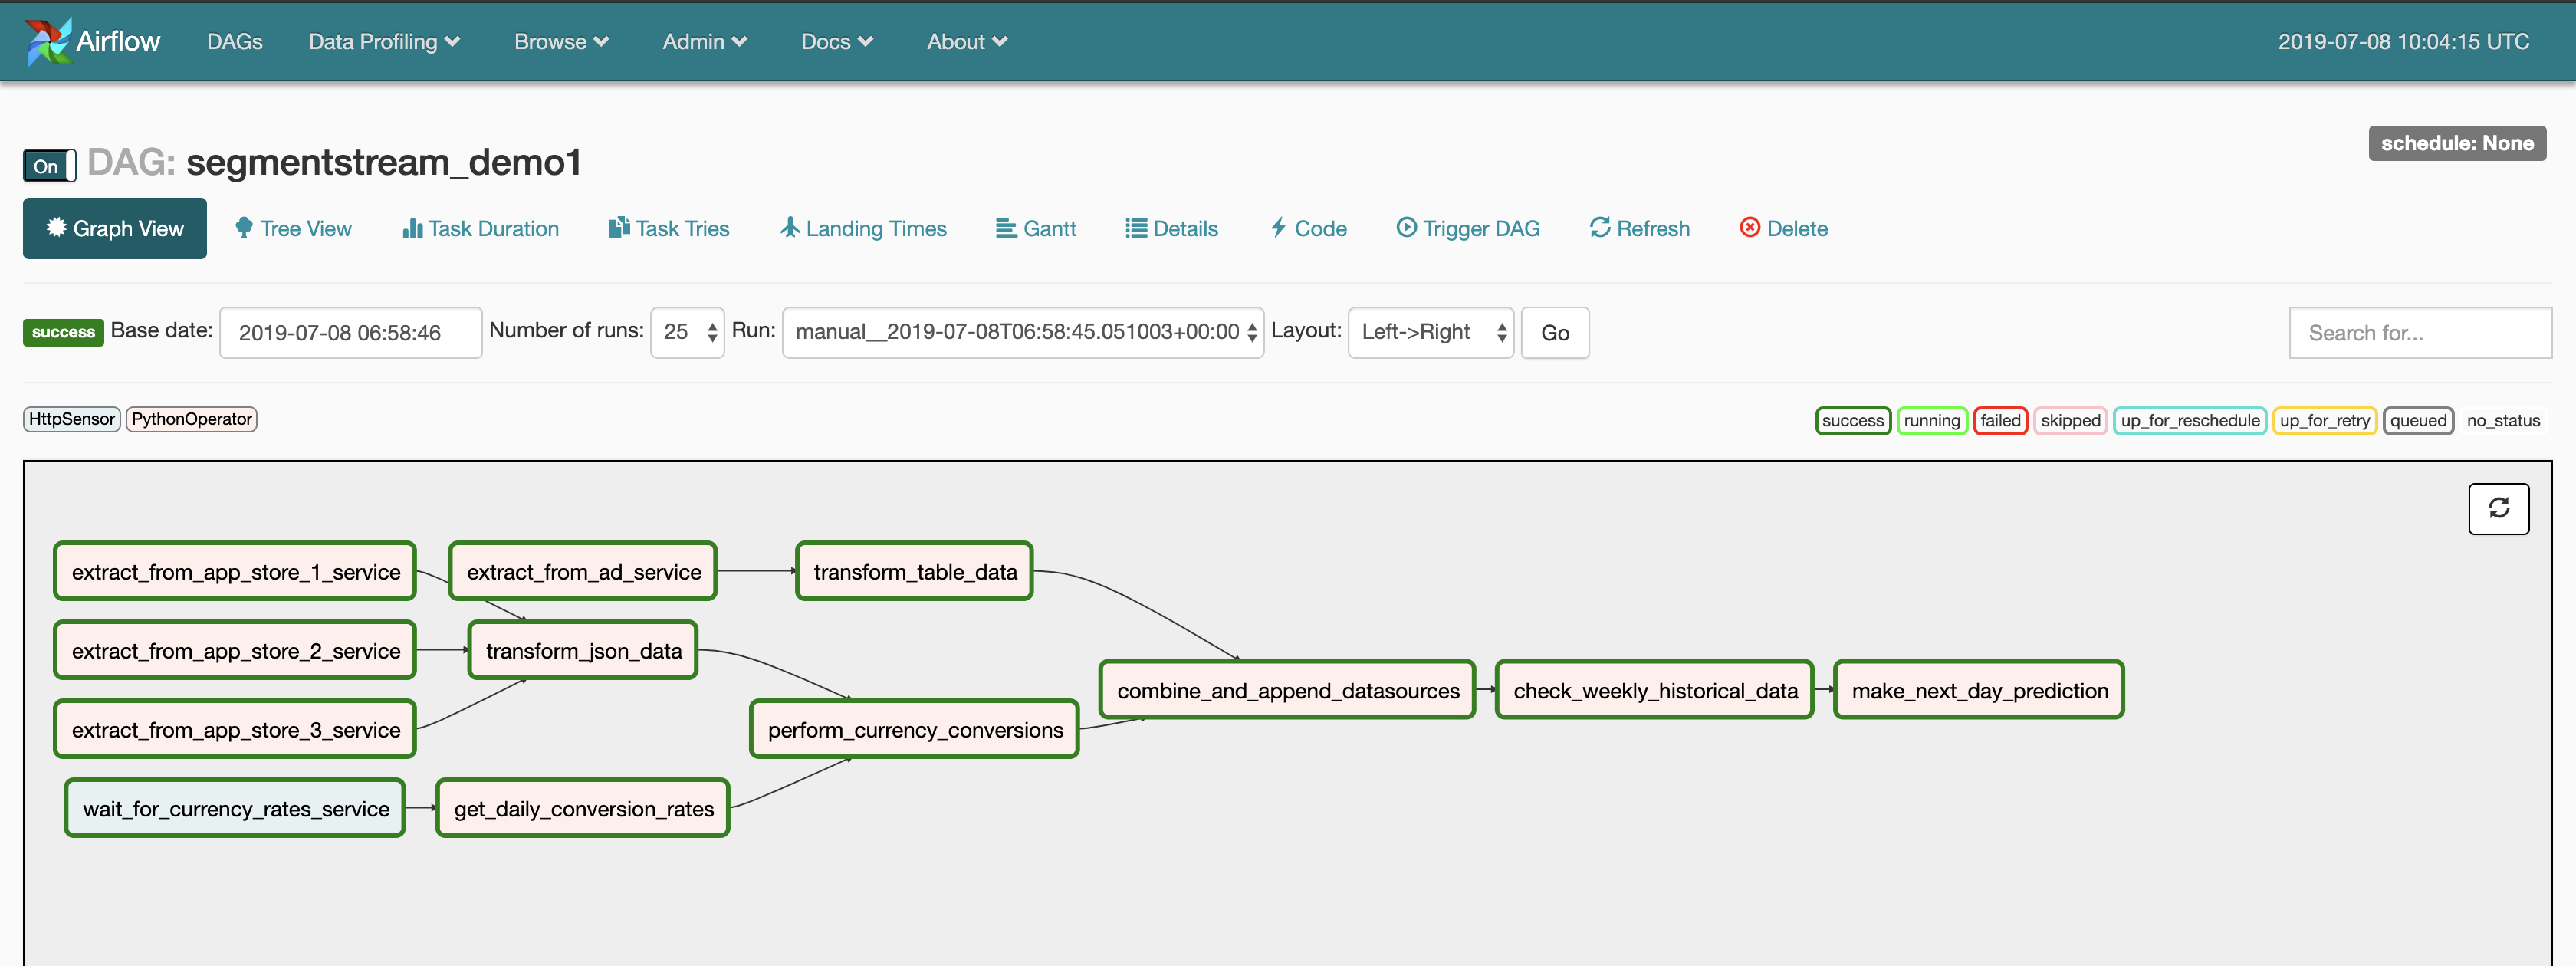 Airflow DAGs Data Profiling Browse Admin Docs About 2019-07-08 10:04:15 UTC
schedule: None
On DAG: segmentstream_demo1
Graph View Tree View Task Duration Task Tries Landing Times Gantt Details Code Trigger DAG Refresh Delete
success Base date: 2019-07-08 06:58:46 Number of runs: 25 Run: manual__2019-07-08T06:58:45.051003+00:00 Layout: Left->Right Go Search for...
HttpSensor PythonOperator success running failed skipped up_for_reschedule up_for_retry queued no_status
extract_from_app_store_1_service extract_from_ad_service transform_table_data
extract_from_app_store_2_service transform_json_data
combine_and_append_datasources check_weekly_historical_data make_next_day_prediction
extract_from_app_store_3_service perform_currency_conversions
wait_for_currency_rates_service get_daily_conversion_rates